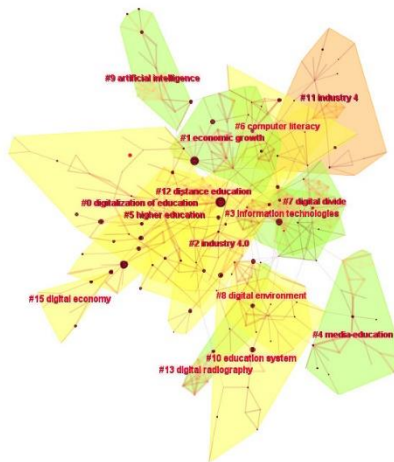 #9 artificial intelligence
#11 industry 4
#6 computer literacy
#1 economic growth
#12 distance education
#7 digital divide
#0 digitalization of education
#5 higher education
#3 information technologies
#2 industry 4.0
#15 digital economy
#8 digital environment
#4 media-education
#10 education system
#13 digital radiography